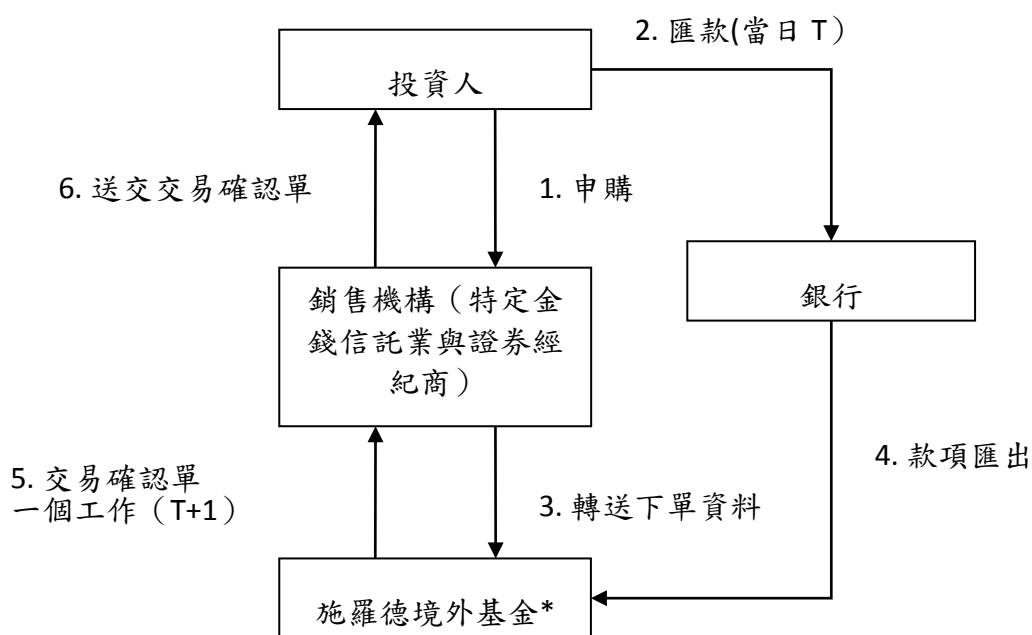 2. 匯款(當日 T）
投資人
6. 送交交易確認單
1. 申購
銷售機構（特定金
錢信託業與證券經
紀商）
銀行
5. 交易確認單
一個工作（T+1）
3. 轉送下單資料
4. 款項匯出
施羅德境外基金*